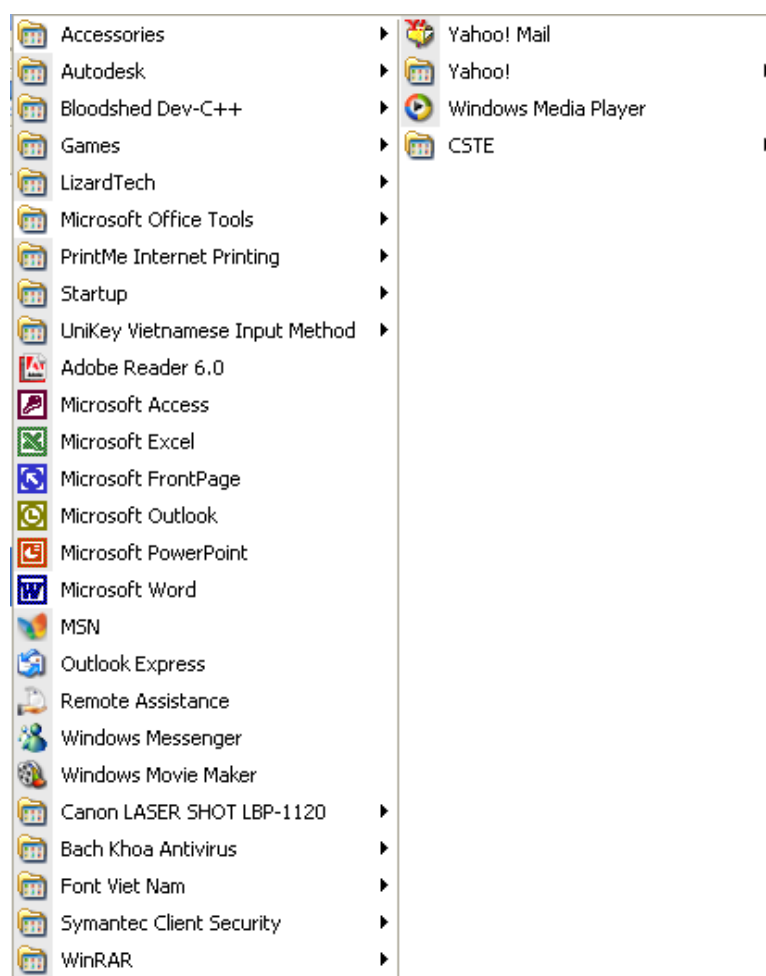 Accessories
Autodesk
Bloodshed Dev-C++
Games
LizardTech
Microsoft Office Tools
PrintMe Internet Printing
Startup
UniKey Vietnamese Input Method
Adobe Reader 6.0
Microsoft Access
Microsoft Excel
Microsoft FrontPage
Microsoft Outlook
Microsoft PowerPoint
Microsoft Word
MSN
Outlook Express
Remote Assistance
Windows Messenger
Windows Movie Maker
Canon LASER SHOT LBP-1120
Bach Khoa Antivirus
Font Viet Nam
Symantec Client Security
WinRAR
Yahoo! Mail
Yahoo!
Windows Media Player
CSTE